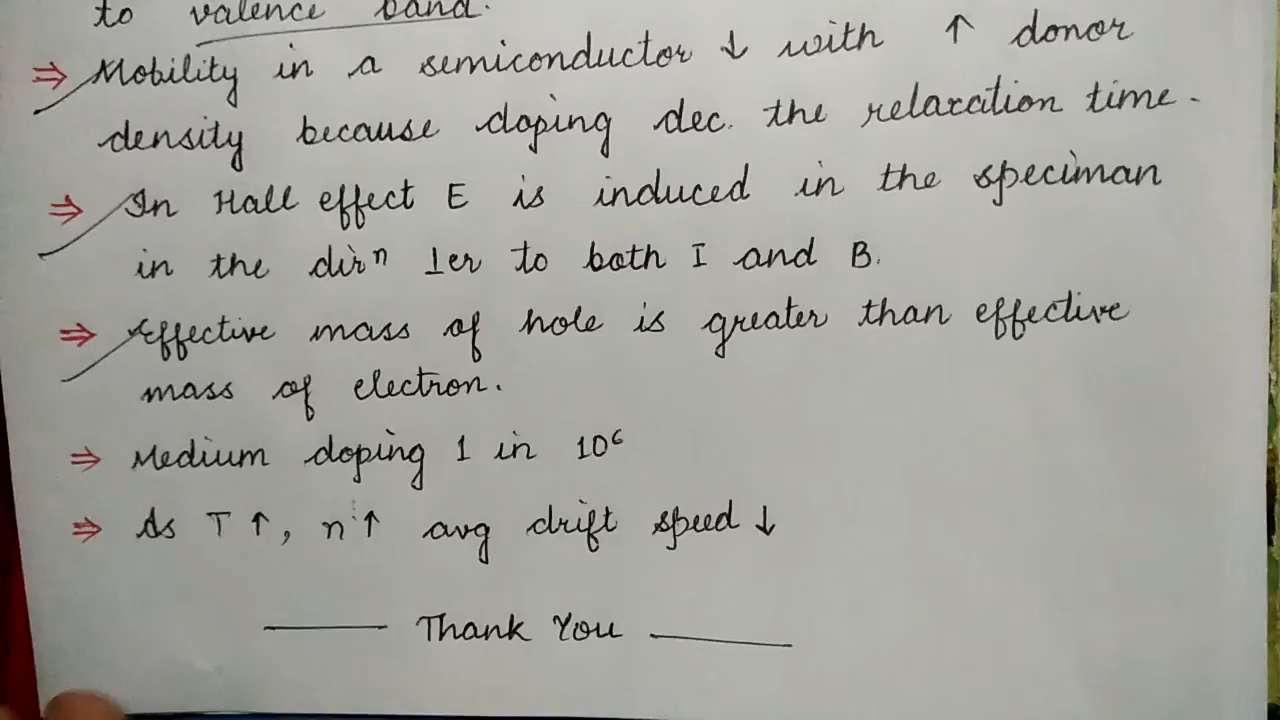 to valence band.
⇒ Mobility in a semiconductor ↓ with ↑ donor
density because doping dec. the relaxation time.
⇒ In Hall effect E is induced in the speciman
in the dirⁿ ⊥er to both I and B.
⇒ Effective mass of hole is greater than effective
mass of electron.
⇒ Medium doping 1 in 10⁶
⇒ As T ↑, n ↑ avg drift speed ↓
Thank You